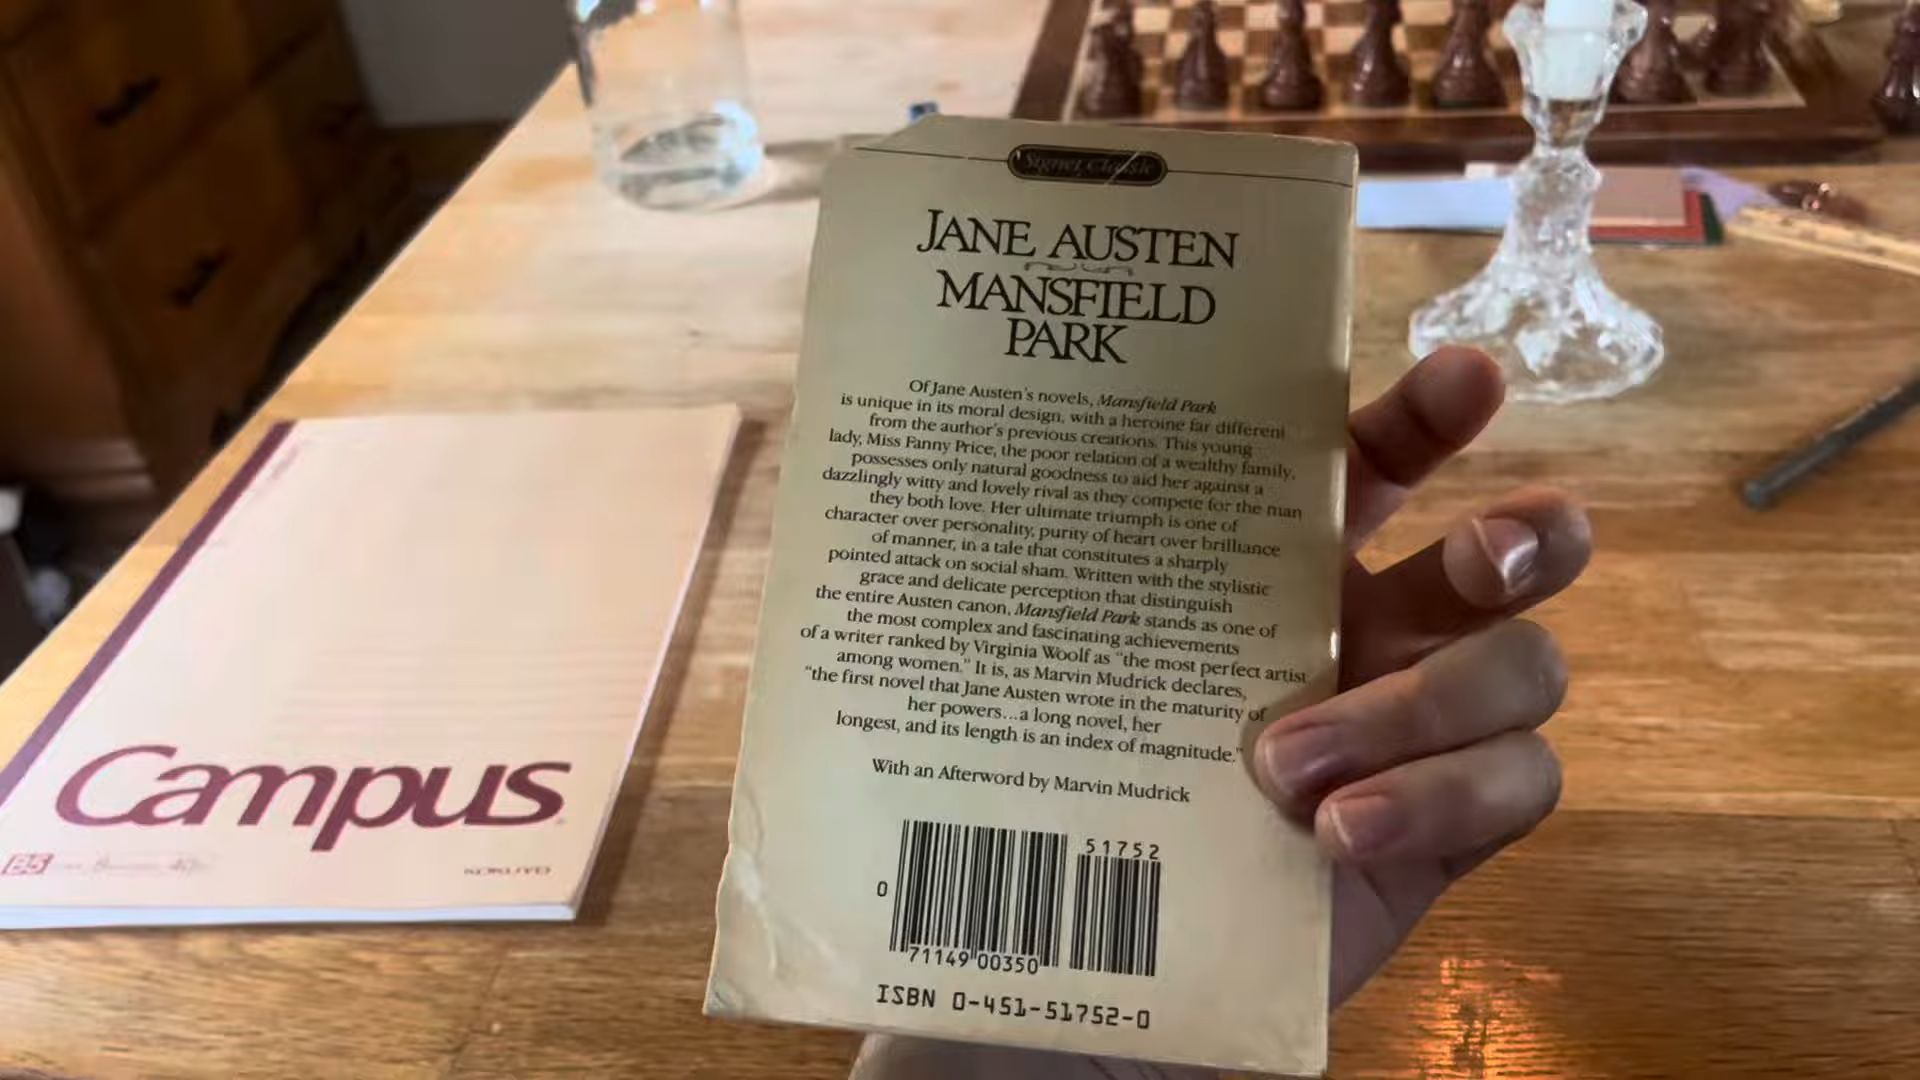 Signet Classic
JANE AUSTEN
MANSFIELD
PARK
Of Jane Austen's novels, Mansfield Park
is unique in its moral design, with a heroine far different
from the author's previous creations. This young
lady, Miss Fanny Price, the poor relation of a wealthy family,
possesses only natural goodness to aid her against a
dazzlingly witty and lovely rival as they compete for the man
they both love. Her ultimate triumph is one of
character over personality, purity of heart over brilliance
of manner, in a tale that constitutes a sharply
pointed attack on social sham. Written with the stylistic
grace and delicate perception that distinguish
the entire Austen canon, Mansfield Park stands as one of
the most complex and fascinating achievements
of a writer ranked by Virginia Woolf as "the most perfect artist
among women." It is, as Marvin Mudrick declares,
"the first novel that Jane Austen wrote in the maturity of
her powers...a long novel, her
longest, and its length is an index of magnitude."
With an Afterword by Marvin Mudrick
51752
0
71149 00350
ISBN 0-451-51752-0
Campus
B5
KOKUYO